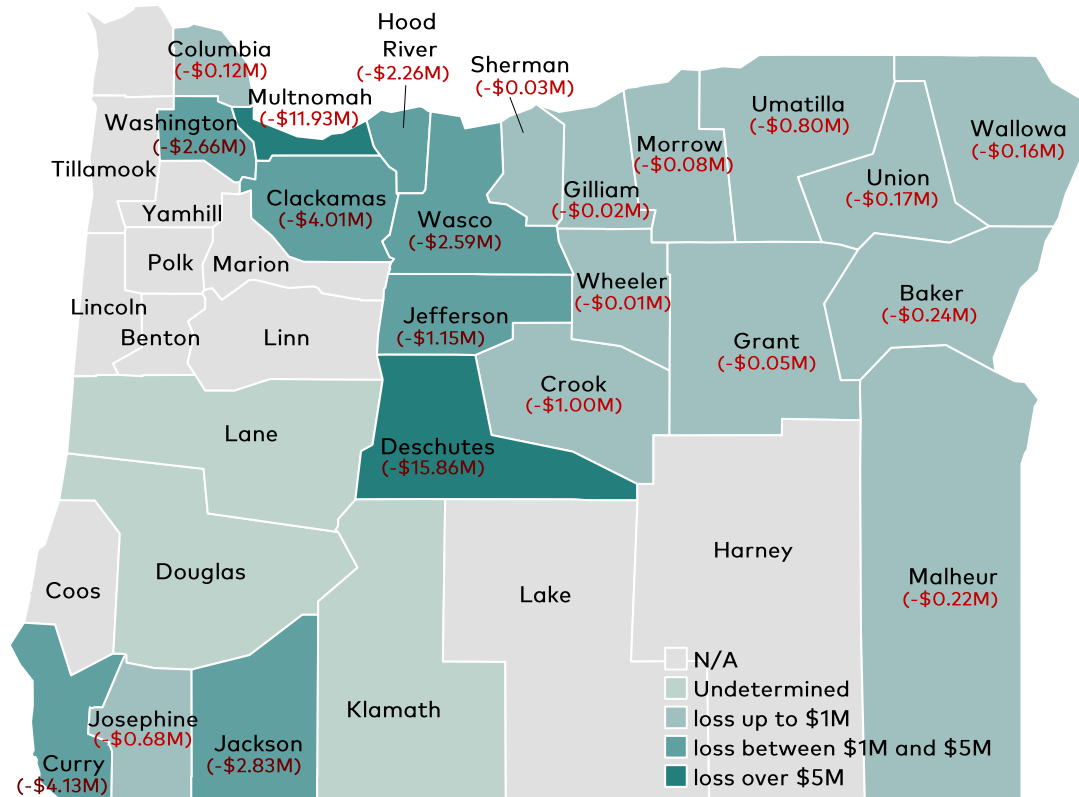 Hood
River
(-$2.26M)
Columbia
(-$0.12M)
Sherman
(-$0.03M)
Multnomah
(-$11.93M)
Umatilla
(-$0.80M)
Wallowa
(-$0.16M)
Washington
(-$2.66M)
Morrow
(-$0.08M)
Tillamook
Union
(-$0.17M)
Gilliam
(-$0.02M)
Clackamas
(-$4.01M)
Yamhill
Wasco
(-$2.59M)
Polk
Marion
Wheeler
(-$0.01M)
Baker
(-$0.24M)
Lincoln
Benton
Linn
Jefferson
(-$1.15M)
Grant
(-$0.05M)
Crook
(-$1.00M)
Lane
Deschutes
(-$15.86M)
Harney
Douglas
Coos
Lake
Malheur
(-$0.22M)
Klamath
Josephine
(-$0.68M)
Jackson
(-$2.83M)
Curry
(-$4.13M)
N/A
Undetermined
loss up to $1M
loss between $1M and $5M
loss over $5M